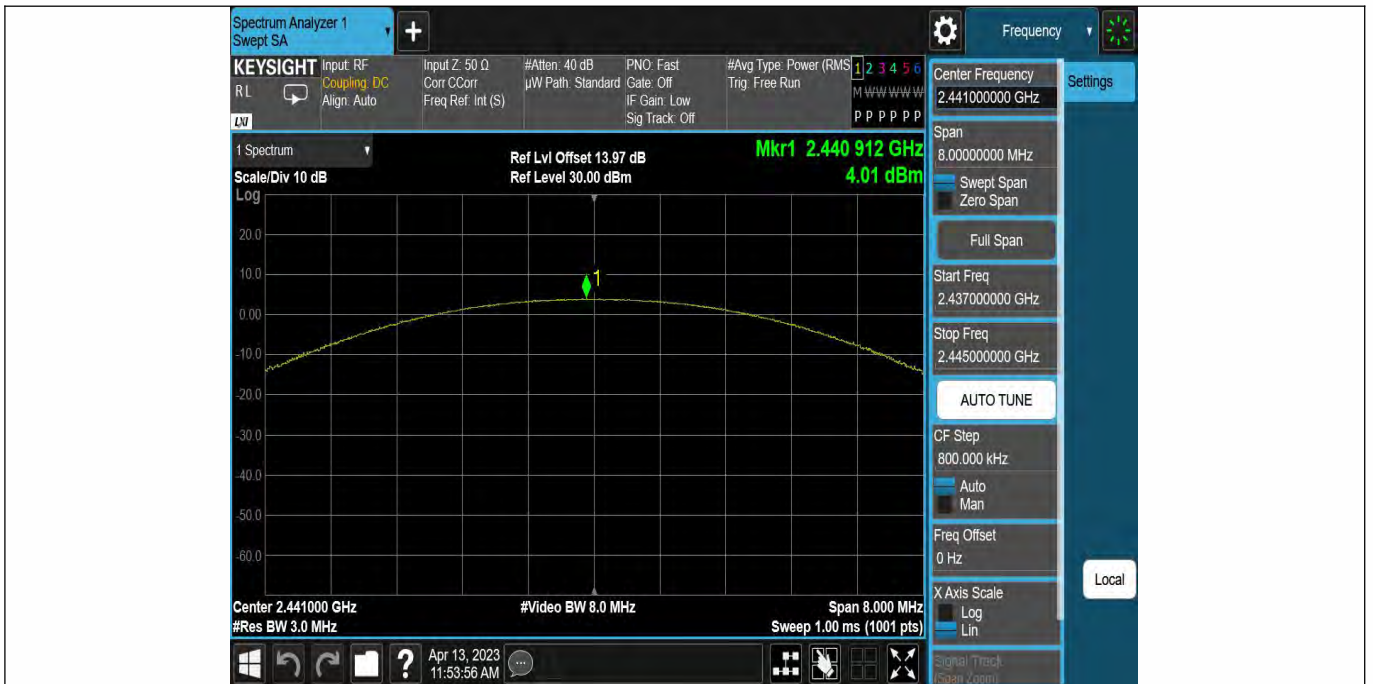 Spectrum Analyzer 1
Swept SA
+
Frequency
KEYSIGHT
R L
LXI
Input: RF
Coupling: DC
Align: Auto
Input Z: 50 Ω
Corr CCorr
Freq Ref: Int (S)
#Atten: 40 dB
µW Path: Standard
PNO: Fast
Gate: Off
IF Gain: Low
Sig Track: Off
#Avg Type: Power (RMS
Trig: Free Run
1 2 3 4 5 6
M W W W W W
P P P P P P
1 Spectrum
Scale/Div 10 dB
Log
Ref Lvl Offset 13.97 dB
Ref Level 30.00 dBm
Mkr1 2.440 912 GHz
4.01 dBm
20.0
10.0
0.00
-10.0
-20.0
-30.0
-40.0
-50.0
-60.0
1
Center 2.441000 GHz
#Res BW 3.0 MHz
#Video BW 8.0 MHz
Span 8.000 MHz
Sweep 1.00 ms (1001 pts)
Center Frequency
2.441000000 GHz
Settings
Span
8.00000000 MHz
Swept Span
Zero Span
Full Span
Start Freq
2.437000000 GHz
Stop Freq
2.445000000 GHz
AUTO TUNE
CF Step
800.000 kHz
Auto
Man
Freq Offset
0 Hz
X Axis Scale
Log
Lin
Local
Signal Track
(Span Zoom)
?
Apr 13, 2023
11:53:56 AM